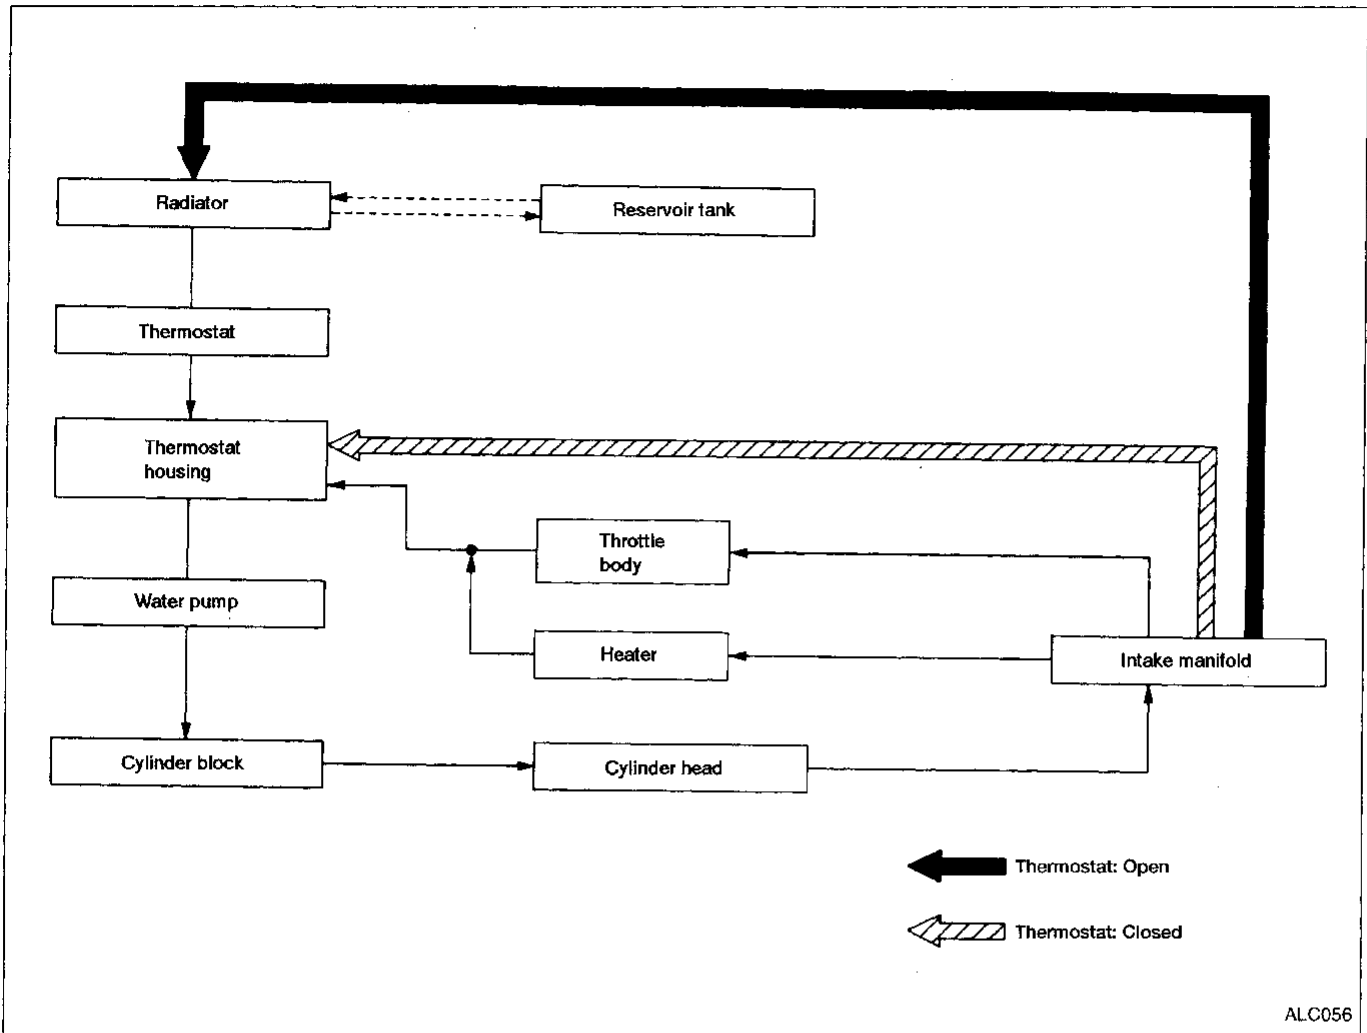 Radiator
Reservoir tank
Thermostat
Thermostat
housing
Throttle
body
Water pump
Heater
Intake manifold
Cylinder block
Cylinder head
Thermostat: Open
Thermostat: Closed
ALC056